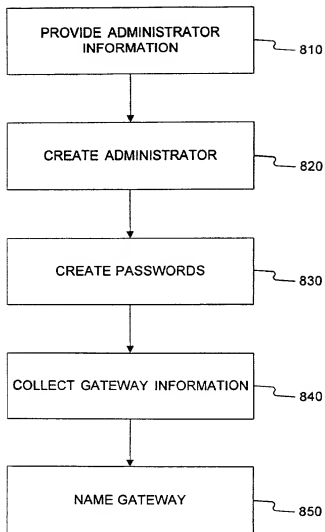 PROVIDE ADMINISTRATOR
INFORMATION
810
CREATE ADMINISTRATOR
820
CREATE PASSWORDS
830
COLLECT GATEWAY INFORMATION
840
NAME GATEWAY
850